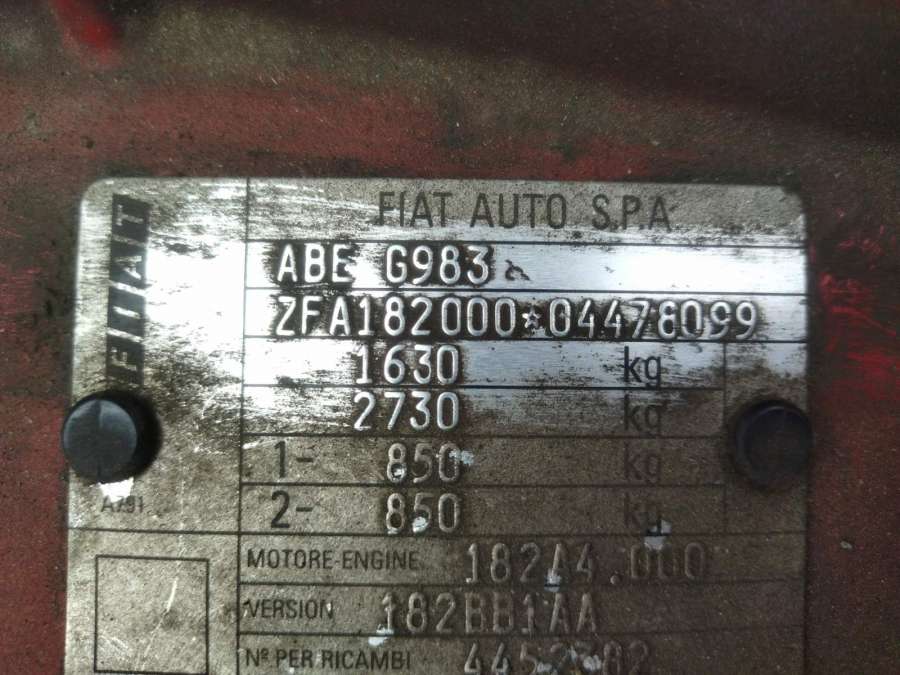 FIAT AUTO S.P.A
FIAT
ABE G983
ZFA182000*04478099
1630 kg
2730 kg
1- 850 kg
2- 850 kg
A791
MOTORE-ENGINE 182A4.000
VERSION 182BB1AA
Nº PER RICAMBI